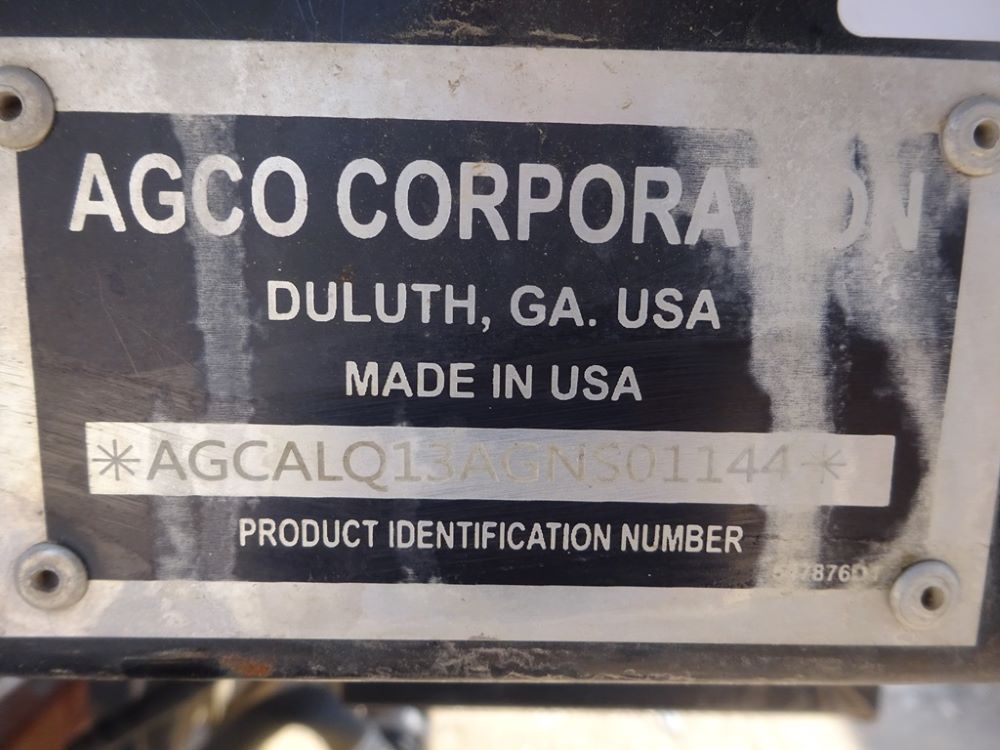 AGCO CORPORATION
DULUTH, GA. USA
MADE IN USA
*AGCALQ13AGNS01144*
PRODUCT IDENTIFICATION NUMBER